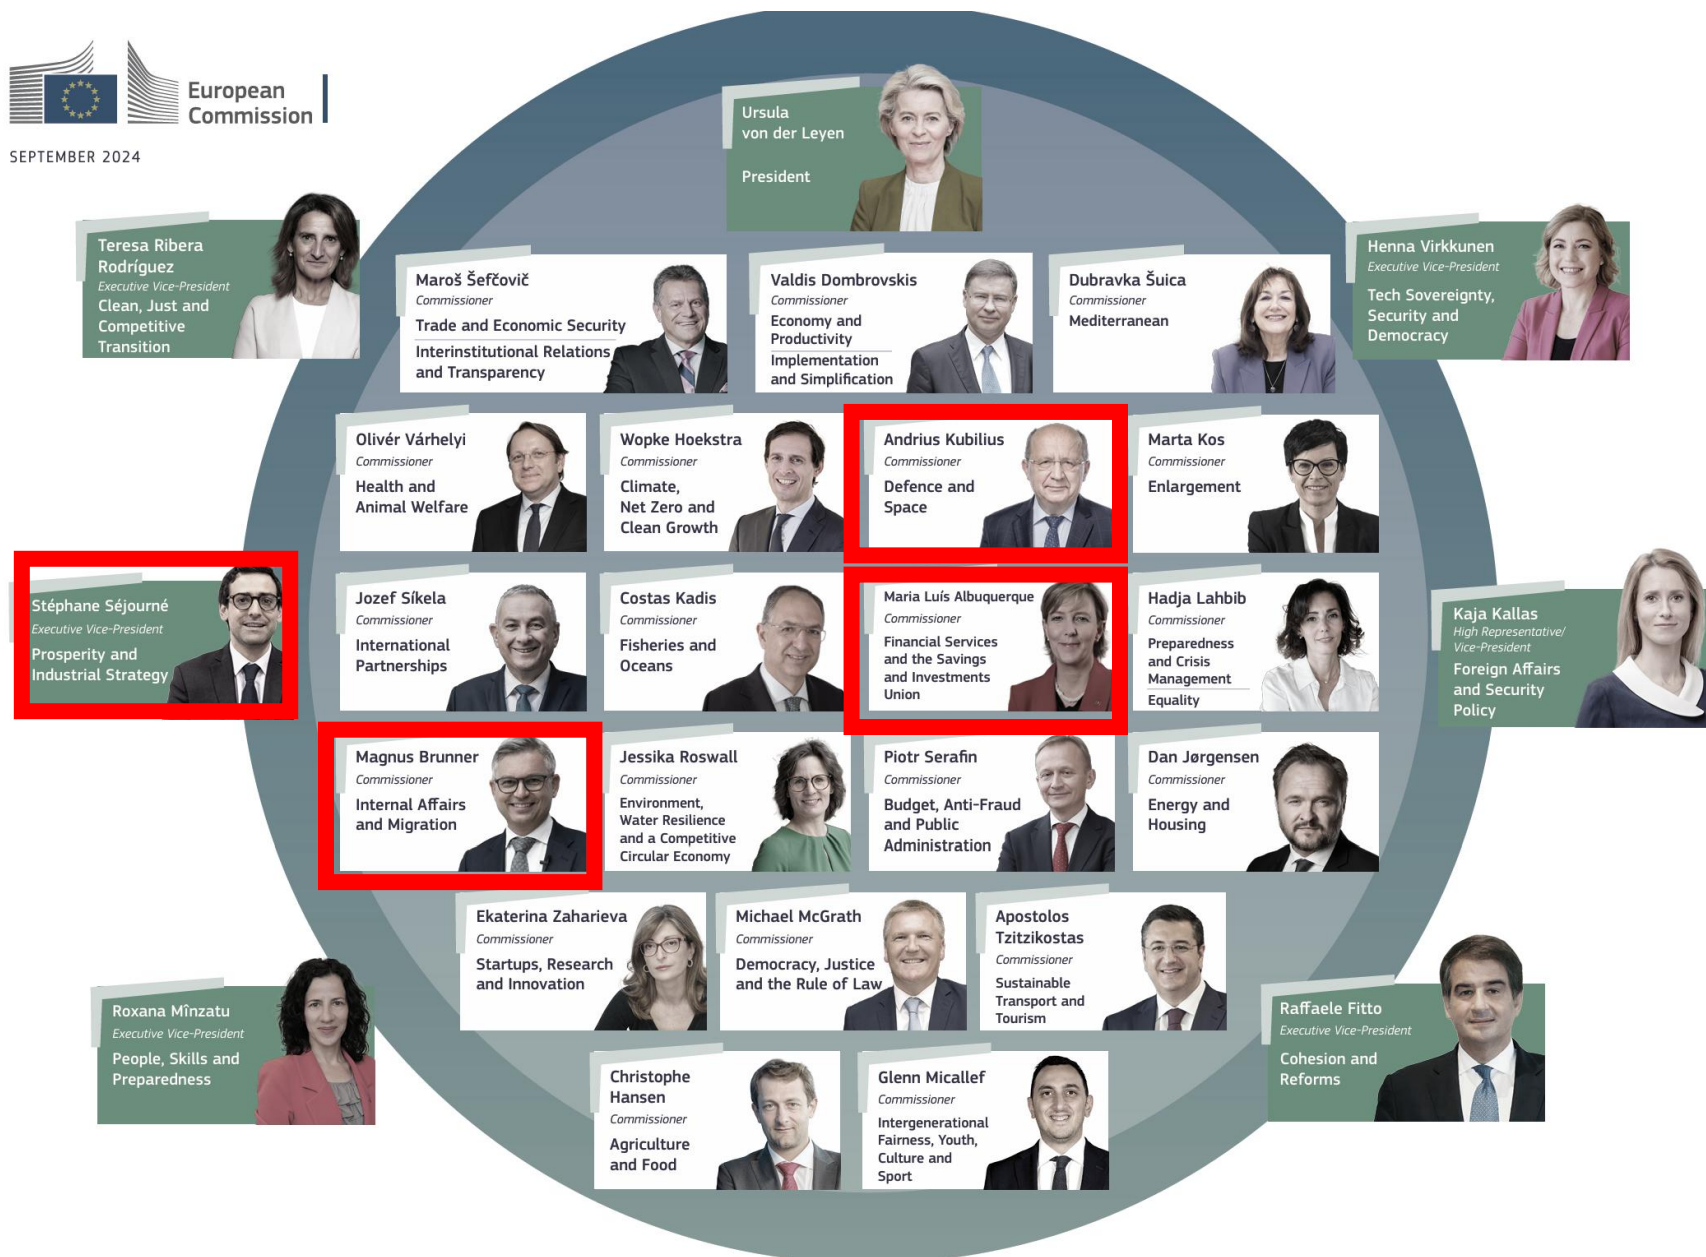 European
Commission
SEPTEMBER 2024
Ursula
von der Leyen
President
Teresa Ribera
Rodríguez
Executive Vice-President
Clean, Just and
Competitive
Transition
Henna Virkkunen
Executive Vice-President
Tech Sovereignty,
Security and
Democracy
Maroš Šefčovič
Commissioner
Trade and Economic Security
Interinstitutional Relations
and Transparency
Valdis Dombrovskis
Commissioner
Economy and
Productivity
Implementation
and Simplification
Dubravka Šuica
Commissioner
Mediterranean
Olivér Várhelyi
Commissioner
Health and
Animal Welfare
Wopke Hoekstra
Commissioner
Climate,
Net Zero and
Clean Growth
Andrius Kubilius
Commissioner
Defence and
Space
Marta Kos
Commissioner
Enlargement
Stéphane Séjourné
Executive Vice-President
Prosperity and
Industrial Strategy
Jozef Síkela
Commissioner
International
Partnerships
Costas Kadis
Commissioner
Fisheries and
Oceans
Maria Luís Albuquerque
Commissioner
Financial Services
and the Savings
and Investments
Union
Hadja Lahbib
Commissioner
Preparedness
and Crisis
Management
Equality
Kaja Kallas
High Representative/
Vice-President
Foreign Affairs
and Security
Policy
Magnus Brunner
Commissioner
Internal Affairs
and Migration
Jessika Roswall
Commissioner
Environment,
Water Resilience
and a Competitive
Circular Economy
Piotr Serafin
Commissioner
Budget, Anti-Fraud
and Public
Administration
Dan Jørgensen
Commissioner
Energy and
Housing
Ekaterina Zaharieva
Commissioner
Startups, Research
and Innovation
Michael McGrath
Commissioner
Democracy, Justice
and the Rule of Law
Apostolos
Tzitzikostas
Commissioner
Sustainable
Transport and
Tourism
Roxana Mînzatu
Executive Vice-President
People, Skills and
Preparedness
Raffaele Fitto
Executive Vice-President
Cohesion and
Reforms
Christophe
Hansen
Commissioner
Agriculture
and Food
Glenn Micallef
Commissioner
Intergenerational
Fairness, Youth,
Culture and
Sport